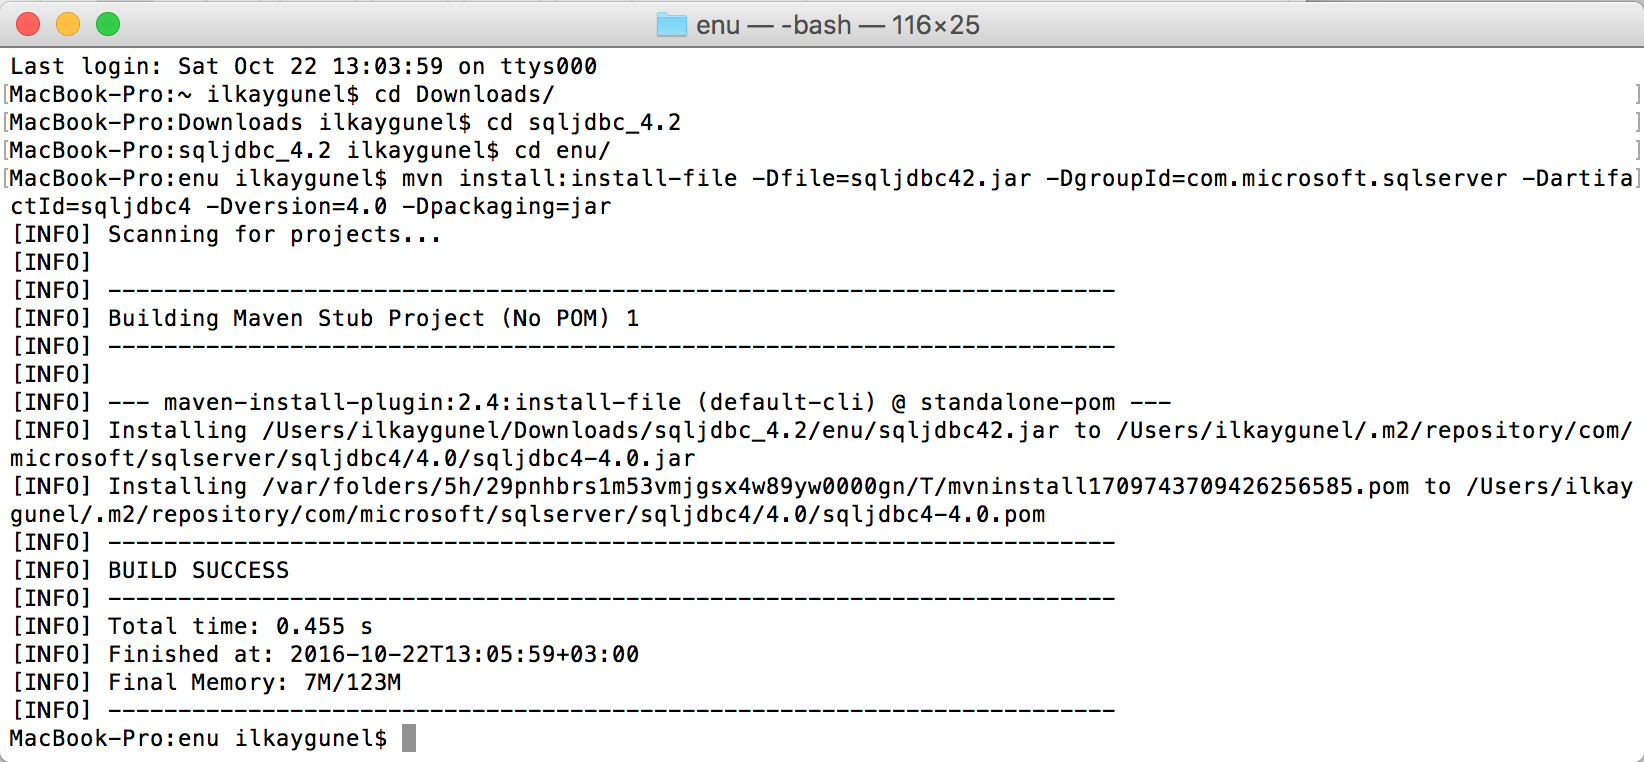 enu — -bash — 116×25
Last login: Sat Oct 22 13:03:59 on ttys000
[MacBook-Pro:~ ilkaygunel$ cd Downloads/ ]
[MacBook-Pro:Downloads ilkaygunel$ cd sqljdbc_4.2 ]
[MacBook-Pro:sqljdbc_4.2 ilkaygunel$ cd enu/ ]
[MacBook-Pro:enu ilkaygunel$ mvn install:install-file -Dfile=sqljdbc42.jar -DgroupId=com.microsoft.sqlserver -Dartifa]
ctId=sqljdbc4 -Dversion=4.0 -Dpackaging=jar
[INFO] Scanning for projects...
[INFO]
[INFO] ------------------------------------------------------------------------
[INFO] Building Maven Stub Project (No POM) 1
[INFO] ------------------------------------------------------------------------
[INFO]
[INFO] --- maven-install-plugin:2.4:install-file (default-cli) @ standalone-pom ---
[INFO] Installing /Users/ilkaygunel/Downloads/sqljdbc_4.2/enu/sqljdbc42.jar to /Users/ilkaygunel/.m2/repository/com/
microsoft/sqlserver/sqljdbc4/4.0/sqljdbc4-4.0.jar
[INFO] Installing /var/folders/5h/29pnhbrs1m53vmjgsx4w89yw0000gn/T/mvninstall1709743709426256585.pom to /Users/ilkay
gunel/.m2/repository/com/microsoft/sqlserver/sqljdbc4/4.0/sqljdbc4-4.0.pom
[INFO] ------------------------------------------------------------------------
[INFO] BUILD SUCCESS
[INFO] ------------------------------------------------------------------------
[INFO] Total time: 0.455 s
[INFO] Finished at: 2016-10-22T13:05:59+03:00
[INFO] Final Memory: 7M/123M
[INFO] ------------------------------------------------------------------------
MacBook-Pro:enu ilkaygunel$